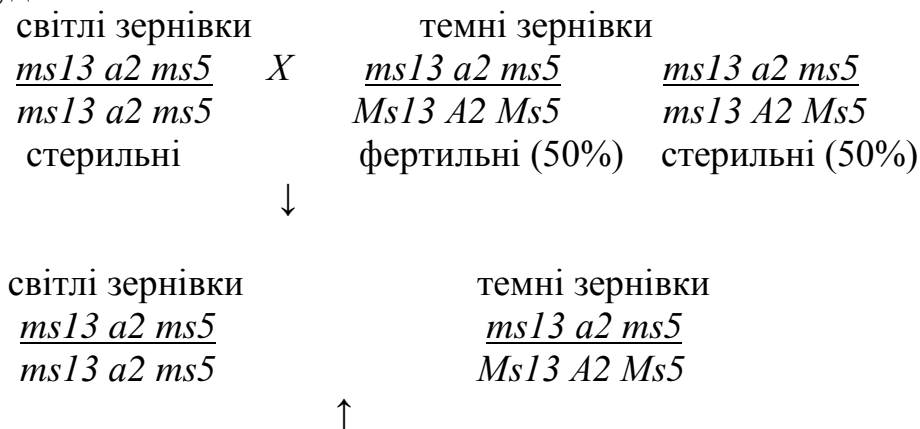 світлі зернівки темні зернівки
ms13 a2 ms5 X ms13 a2 ms5 ms13 a2 ms5
ms13 a2 ms5 Ms13 A2 Ms5 ms13 A2 Ms5
стерильні фертильні (50%) стерильні (50%)
↓
світлі зернівки темні зернівки
ms13 a2 ms5 ms13 a2 ms5
ms13 a2 ms5 Ms13 A2 Ms5
↑